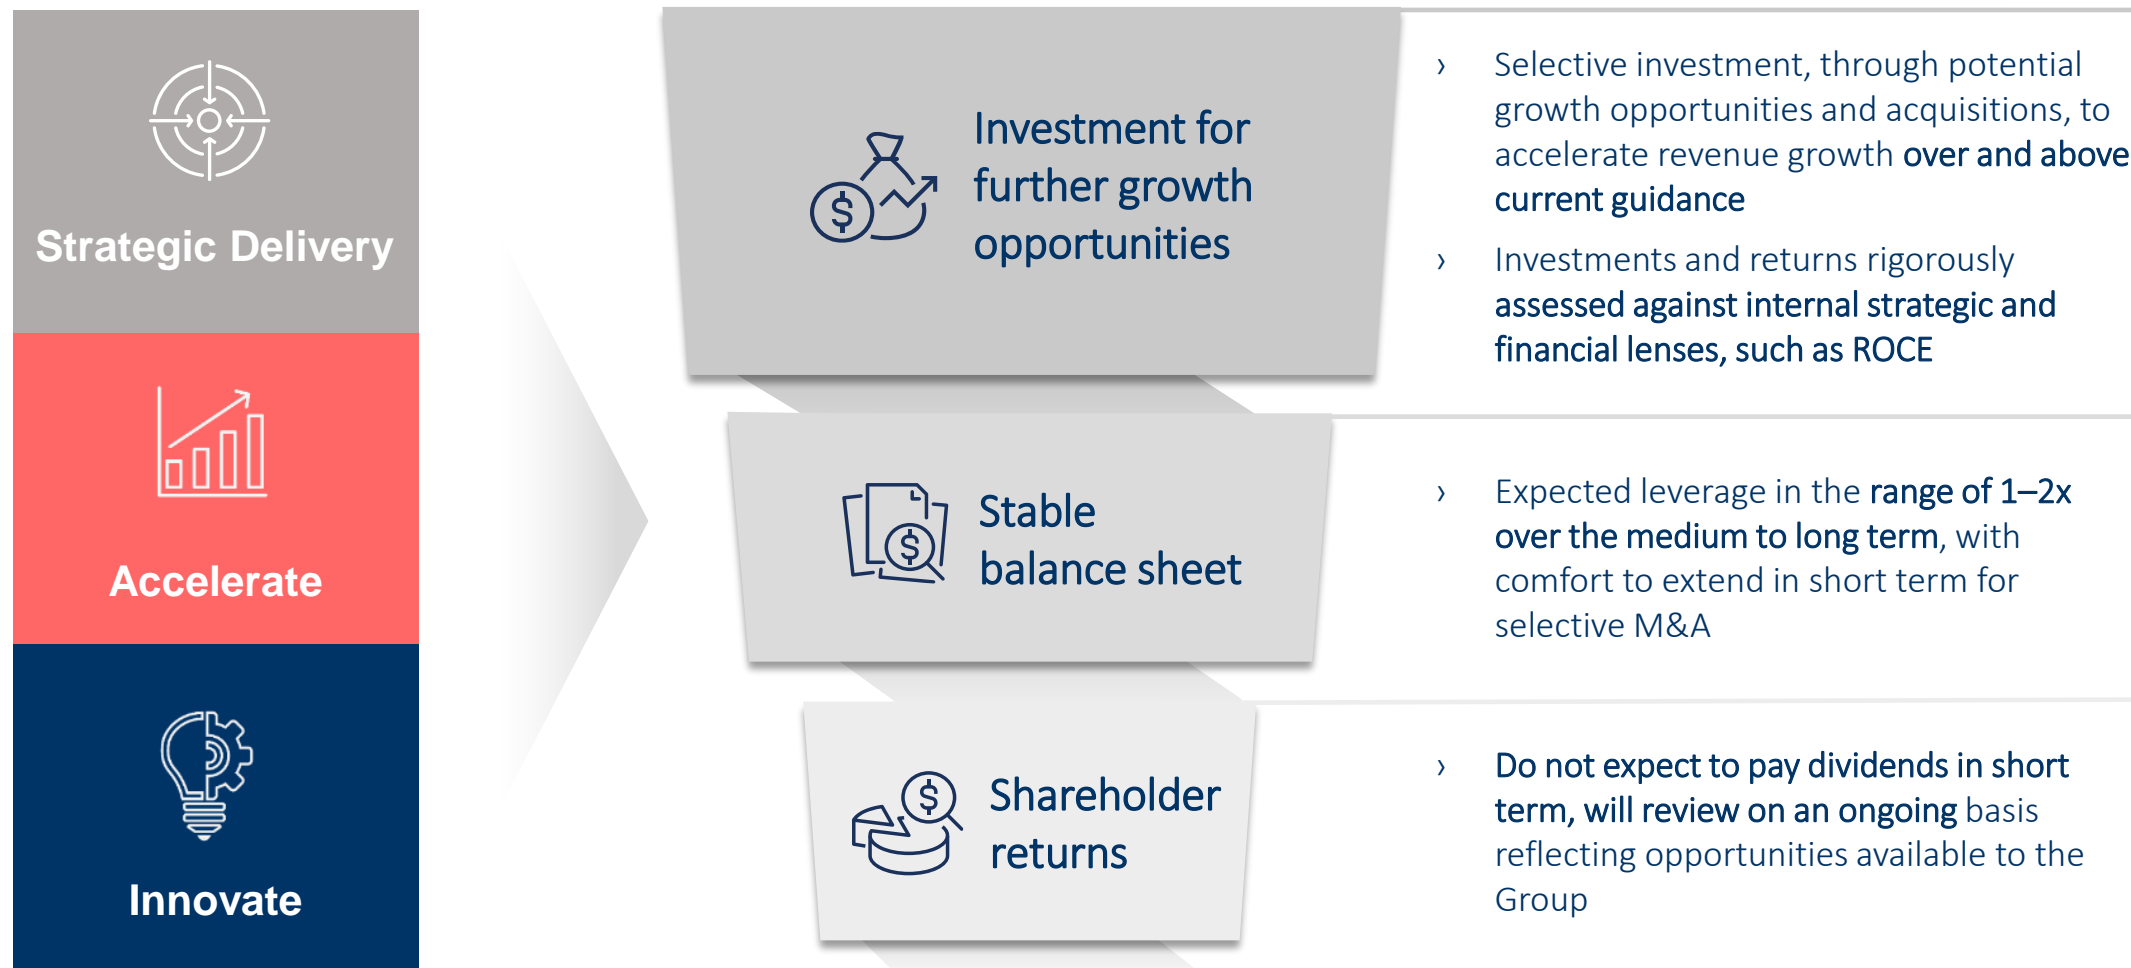 Strategic Delivery
Accelerate
Innovate
Investment for
further growth
opportunities
› Selective investment, through potential
growth opportunities and acquisitions, to
accelerate revenue growth over and above
current guidance
› Investments and returns rigorously
assessed against internal strategic and
financial lenses, such as ROCE
Stable
balance sheet
› Expected leverage in the range of 1–2x
over the medium to long term, with
comfort to extend in short term for
selective M&A
Shareholder
returns
› Do not expect to pay dividends in short
term, will review on an ongoing basis
reflecting opportunities available to the
Group